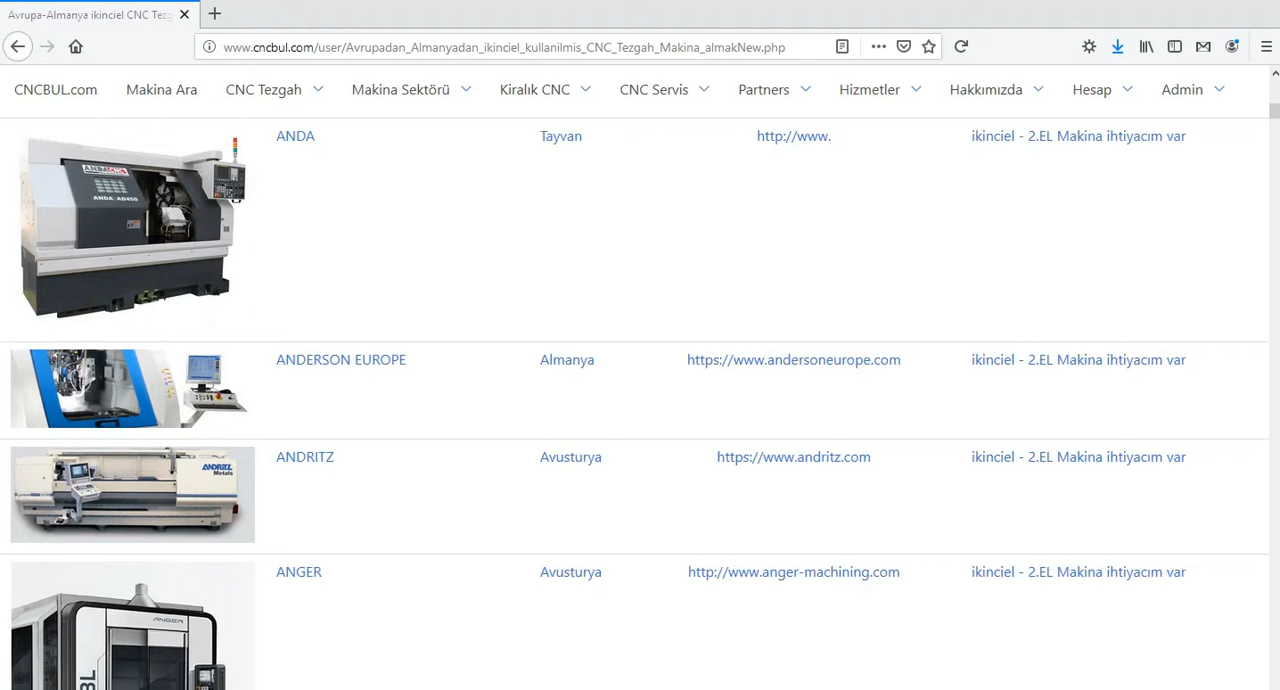 Avrupa-Almanya ikinciel CNC Tezg
www.cncbul.com/user/Avrupadan_Almanyadan_ikinciel_kullanilmis_CNC_Tezgah_Makina_almakNew.php
CNCBUL.com Makina Ara CNC Tezgah Makina Sektörü Kiralık CNC CNC Servis Partners Hizmetler Hakkımızda Hesap Admin
ANDA Tayvan http://www. ikinciel - 2.EL Makina ihtiyacım var
ANDA AD450
ANDERSON EUROPE Almanya https://www.andersoneurope.com ikinciel - 2.EL Makina ihtiyacım var
ANDRITZ Avusturya https://www.andritz.com ikinciel - 2.EL Makina ihtiyacım var
ANDRITZ
Metals
ANGER Avusturya http://www.anger-machining.com ikinciel - 2.EL Makina ihtiyacım var
ANGER